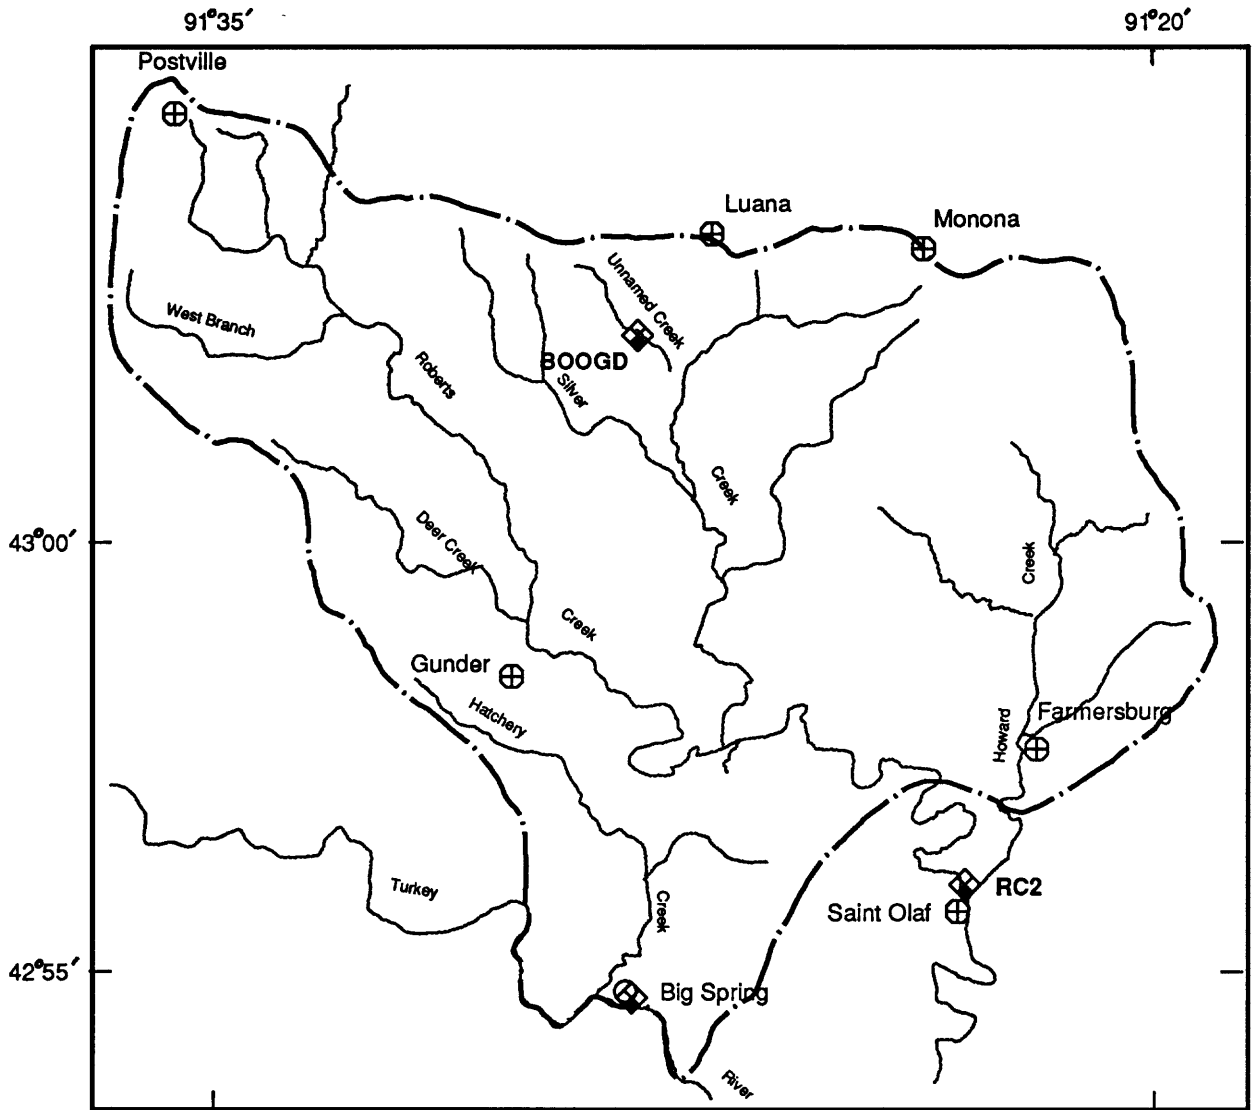 91°35′
91°20′
Postville
Luana
Monona
Unnamed Creek
West Branch
BOOGD
Roberts
Silver
Creek
43°00′
Deer Creek
Creek
Creek
Gunder
Hatchery
Howard
Farmersburg
Turkey
Creek
RC2
Saint Olaf
42°55′
Big Spring
River